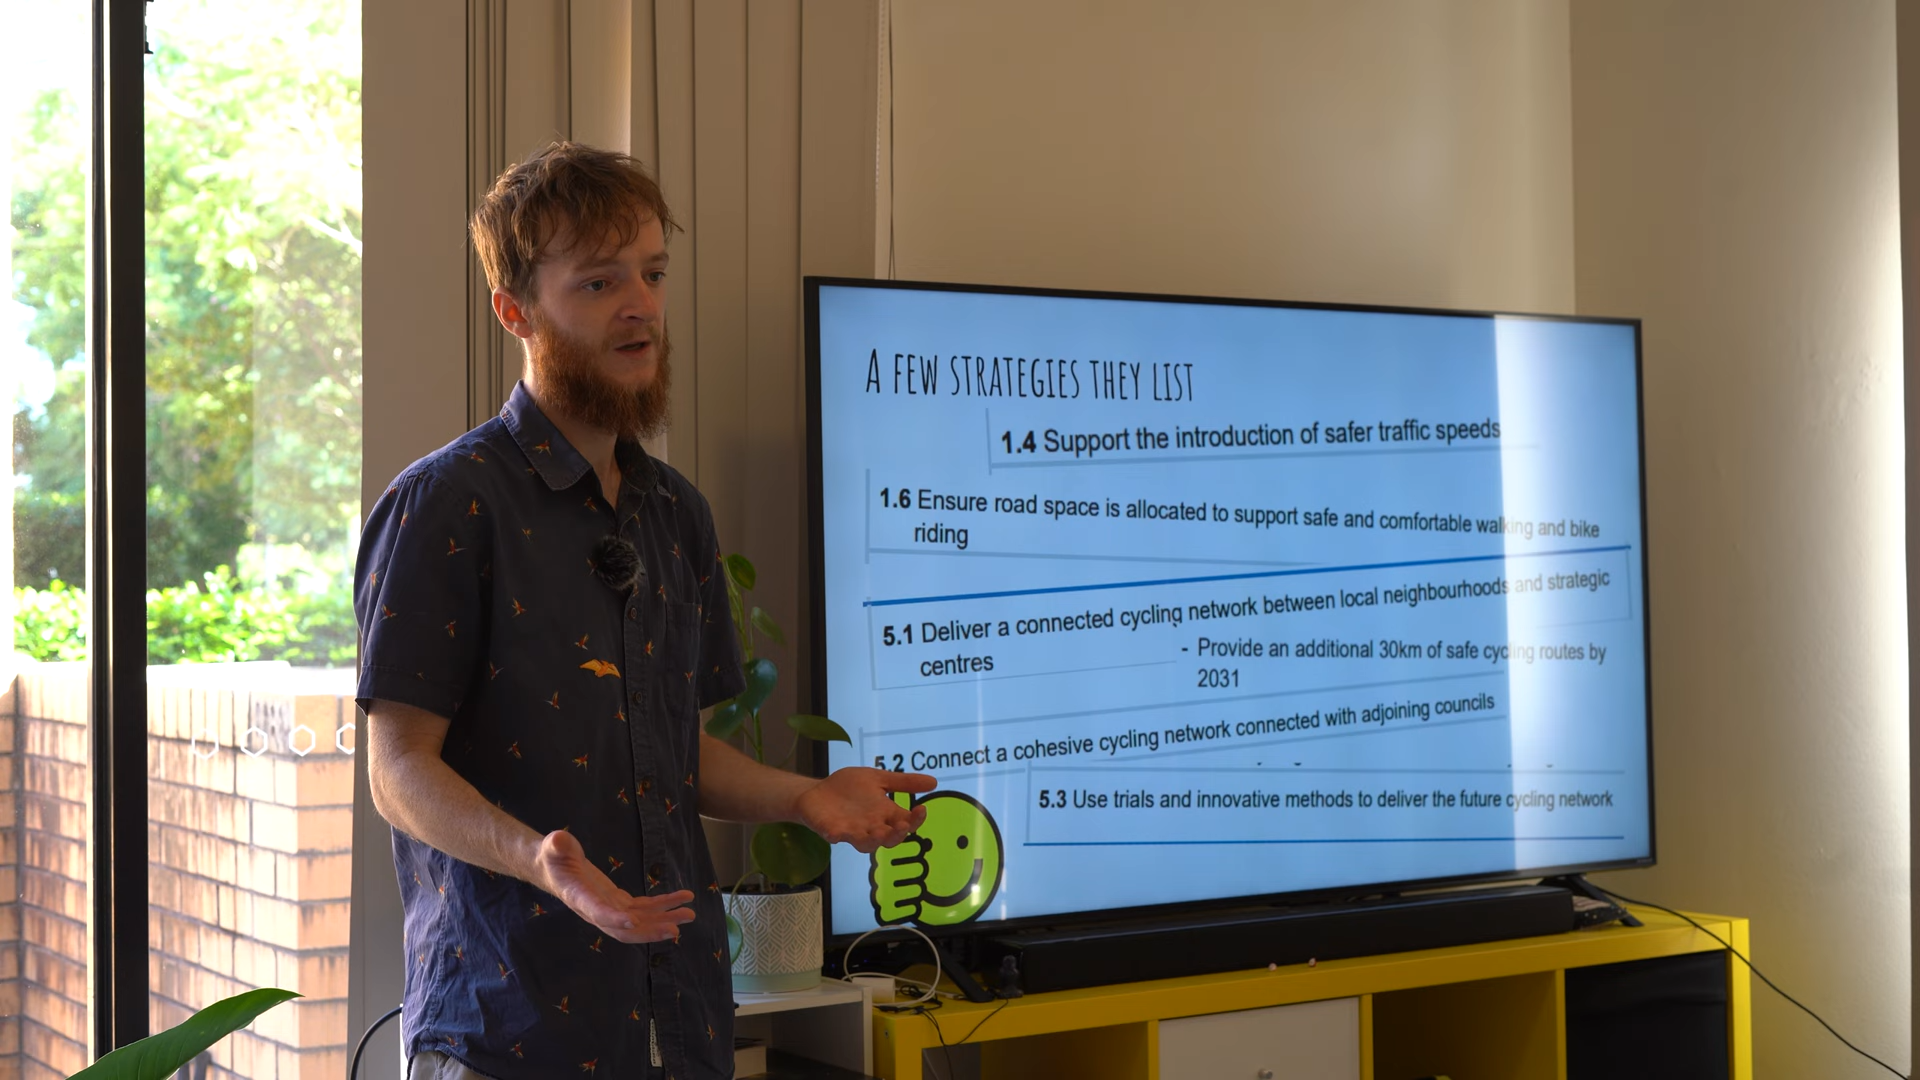 A FEW STRATEGIES THEY LIST
1.4 Support the introduction of safer traffic speeds
1.6 Ensure road space is allocated to support safe and comfortable walking and bike
riding
5.1 Deliver a connected cycling network between local neighbourhoods and strategic
centres
- Provide an additional 30km of safe cycling routes by
2031
5.2 Connect a cohesive cycling network connected with adjoining councils
5.3 Use trials and innovative methods to deliver the future cycling network